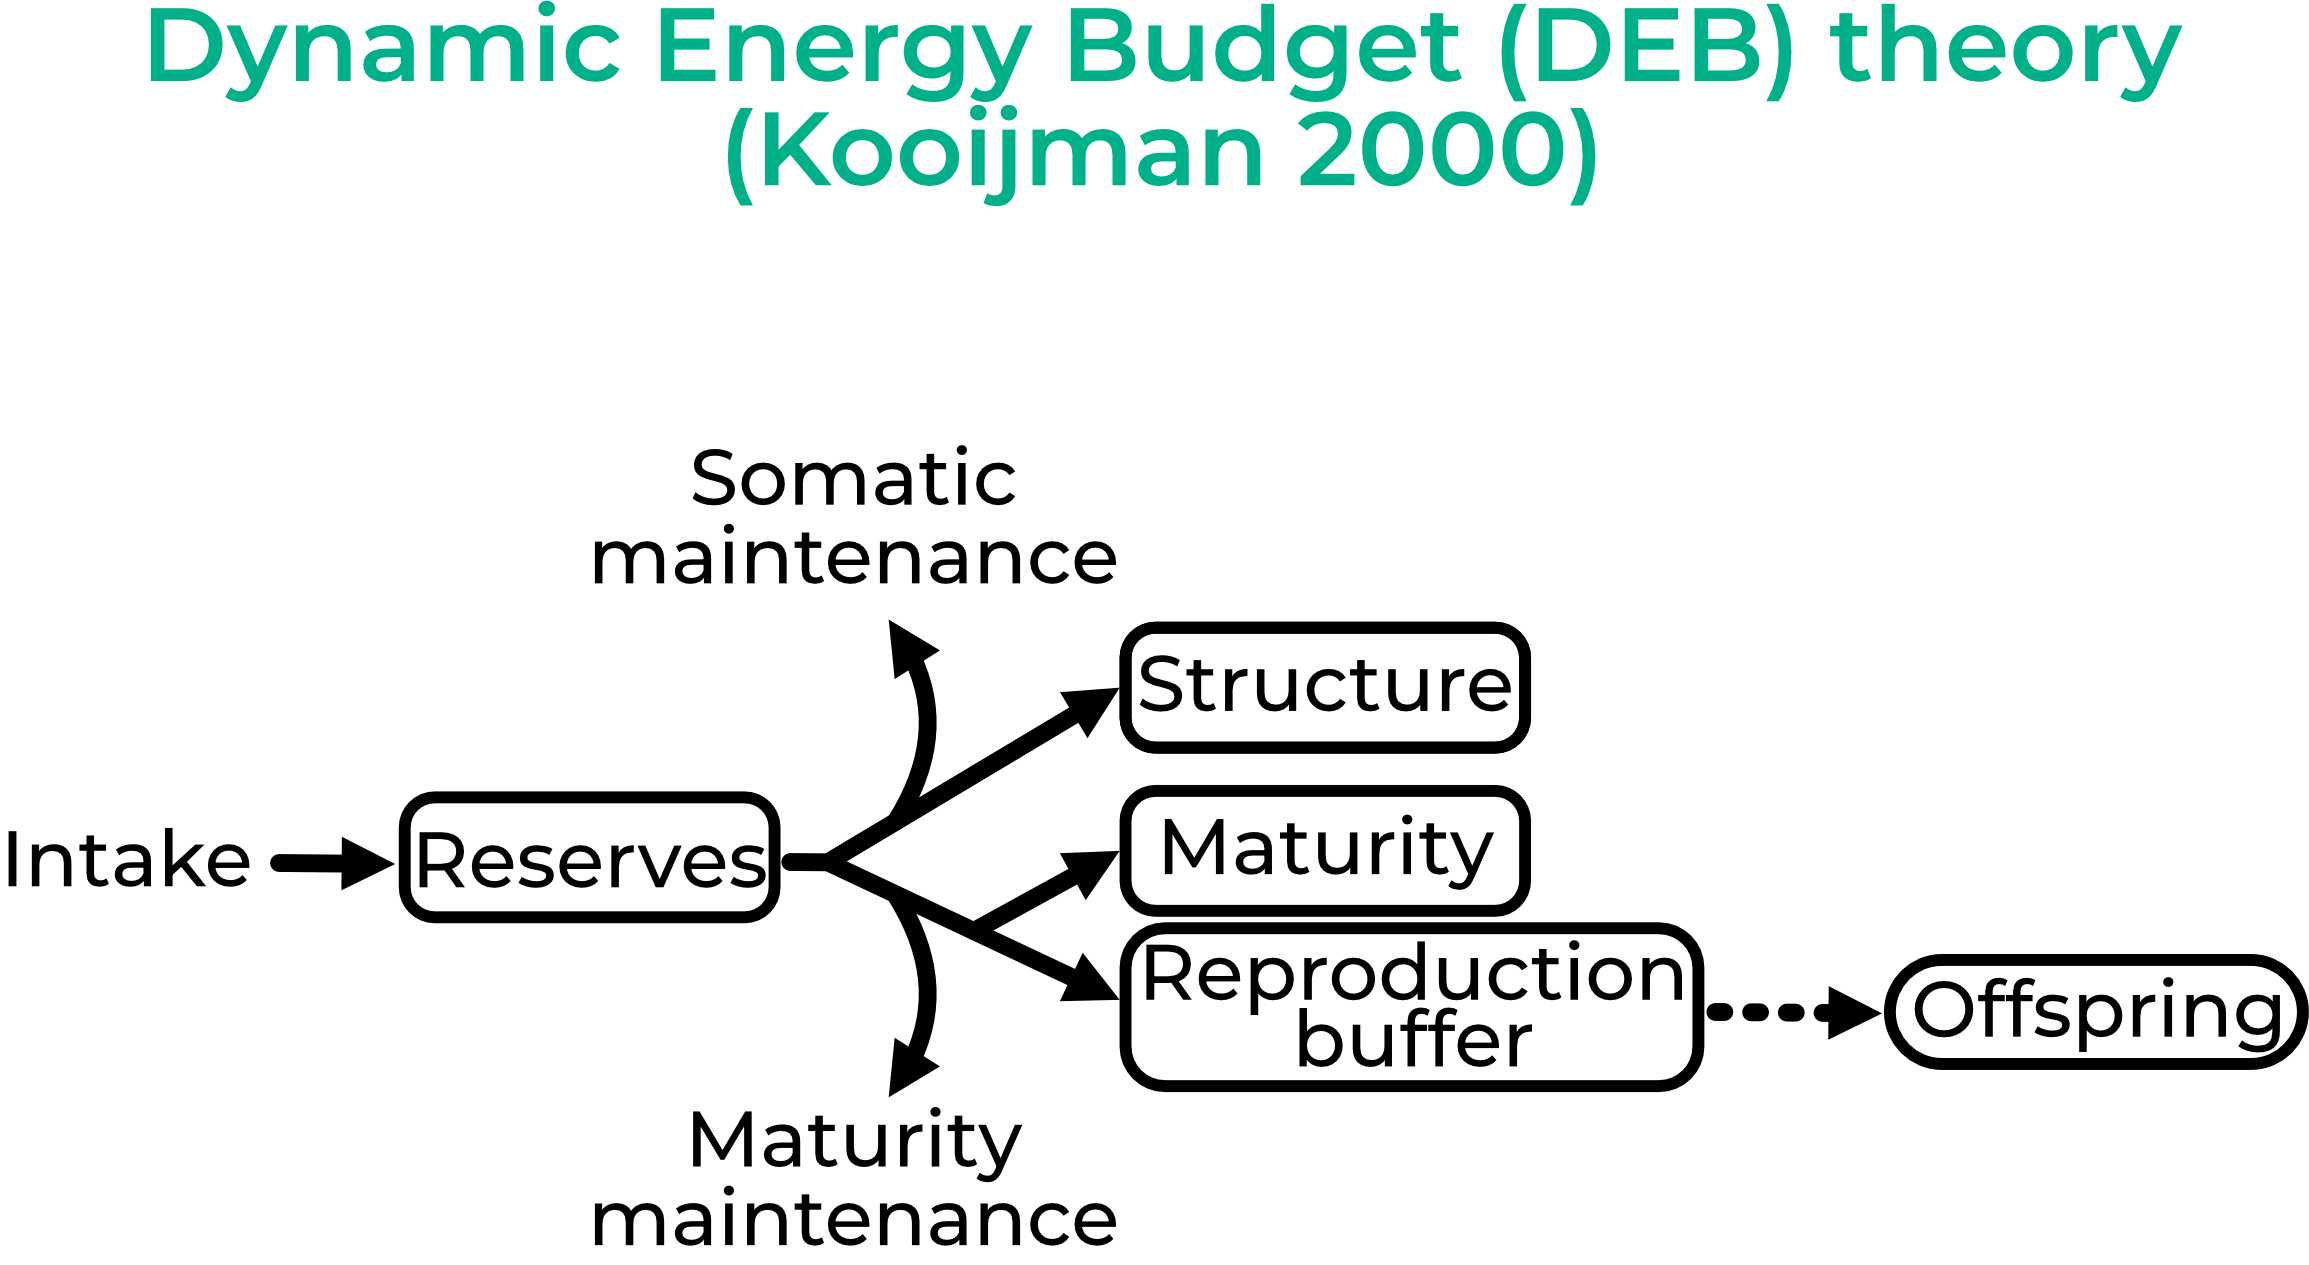 Dynamic Energy Budget (DEB) theory
(Kooijman 2000)
Somatic
maintenance
Structure
Intake
Reserves
Maturity
Reproduction
buffer
Offspring
Maturity
maintenance